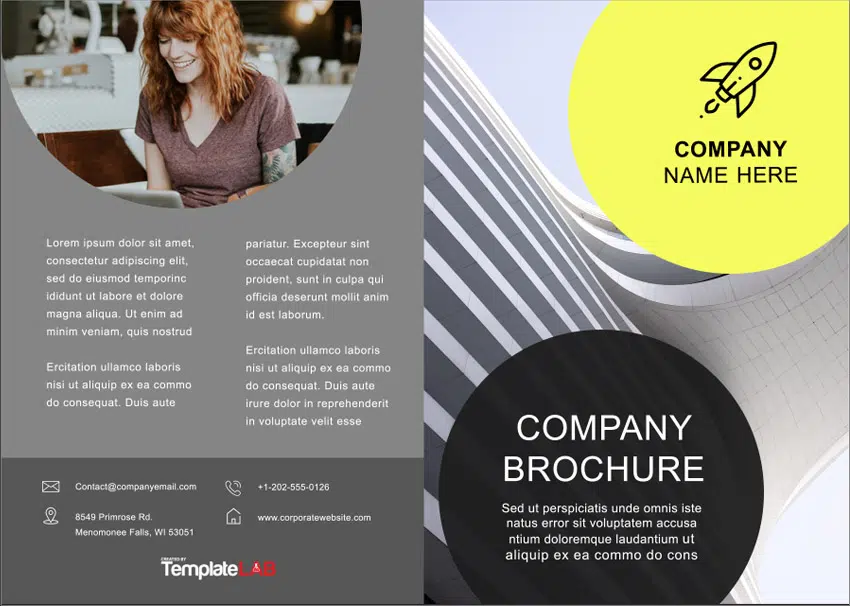 Lorem ipsum dolor sit amet,
consectetur adipiscing elit,
sed do eiusmod temporinc
ididunt ut labore et dolore
magna aliqua. Ut enim ad
minim veniam, quis nostrud
Ercitation ullamco laboris
nisi ut aliquip ex ea commo
do consequat. Duis aute
pariatur. Excepteur sint
occaecat cupidatat non
proident, sunt in culpa qui
officia deserunt mollit anim
id est laborum.
Ercitation ullamco laboris
nisi ut aliquip ex ea commo
do consequat. Duis aute
irure dolor in reprehenderit
in voluptate velit esse
Contact@companyemail.com
+1-202-555-0126
8549 Primrose Rd.
Menomonee Falls, WI 53051
www.corporatewebsite.com
CREATED BY
TemplateLAB
COMPANY
NAME HERE
COMPANY
BROCHURE
Sed ut perspiciatis unde omnis iste
natus error sit voluptatem accusa
ntium doloremque laudantium ut
aliquip ex ea commo do cons